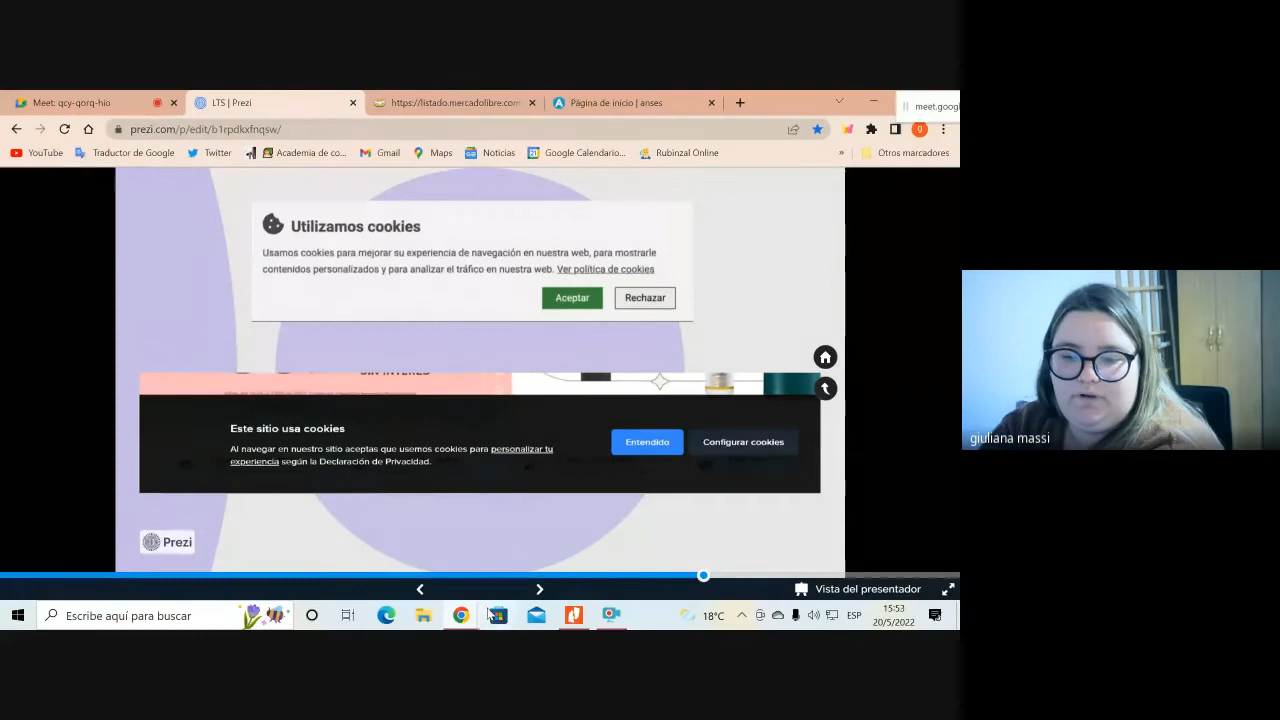 Meet: qcy-qorq-hio
LTS | Prezi
https://listado.mercadolibre.com
Página de inicio | anses
meet.googl
prezi.com/p/edit/b1rpdkxfnqsw/
g
YouTube
Traductor de Google
Twitter
Academia de co...
Gmail
Maps
Noticias
Google Calendario...
Rubinzal Online
»
Otros marcadores
Utilizamos cookies
Usamos cookies para mejorar su experiencia de navegación en nuestra web, para mostrarle
contenidos personalizados y para analizar el tráfico en nuestra web. Ver política de cookies
Aceptar
Rechazar
SIN INTERÉS
Este sitio usa cookies
Al navegar en nuestro sitio aceptas que usemos cookies para personalizar tu
experiencia según la Declaración de Privacidad.
Entendido
Configurar cookies
giuliana massi
Prezi
Vista del presentador
Escribe aquí para buscar
18°C
ESP
15:53
20/5/2022